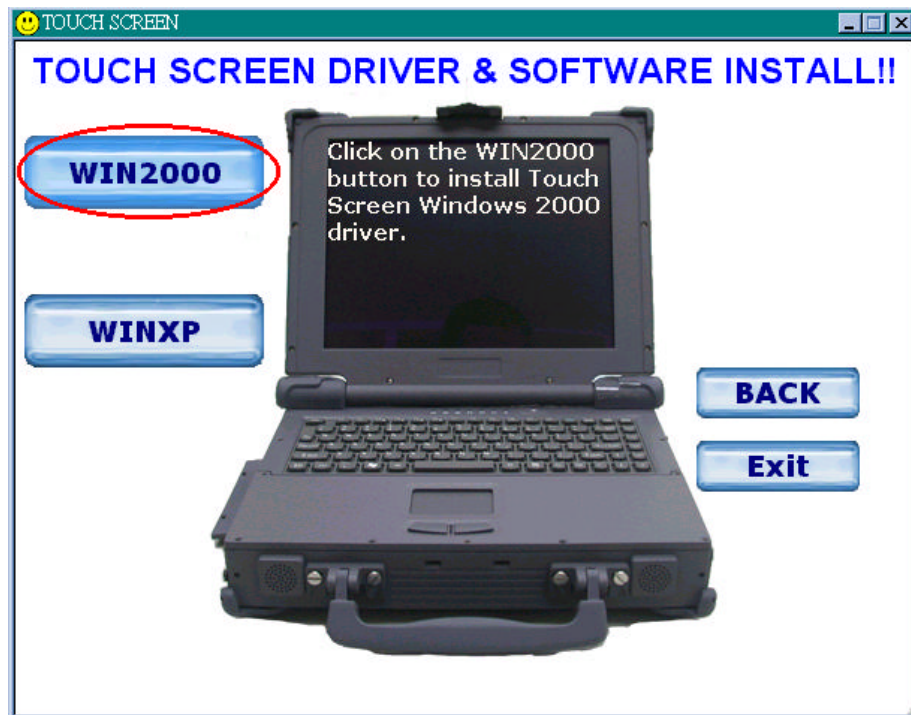 TOUCH SCREEN
TOUCH SCREEN DRIVER & SOFTWARE INSTALL!!
WIN2000
Click on the WIN2000
button to install Touch
Screen Windows 2000
driver.
WINXP
BACK
Exit